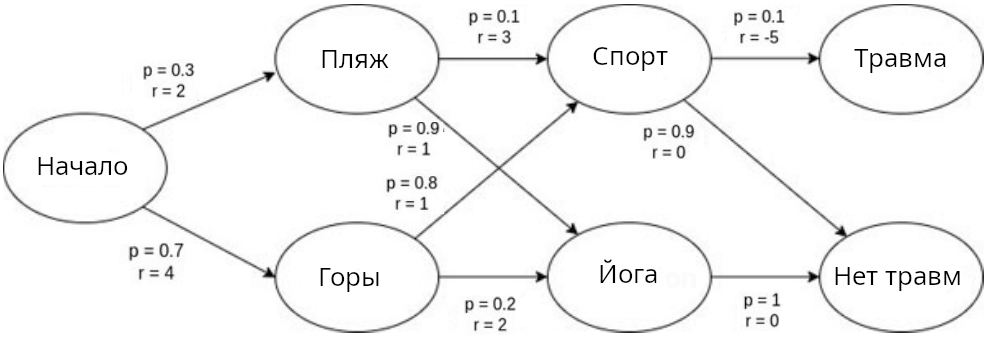 p = 0.1
r = 3
p = 0.1
r = -5
Пляж
Спорт
Травма
p = 0.3
r = 2
p = 0.9
r = 1
p = 0.9
r = 0
Начало
p = 0.8
r = 1
p = 0.7
r = 4
Горы
Йога
Нет травм
p = 0.2
r = 2
p = 1
r = 0